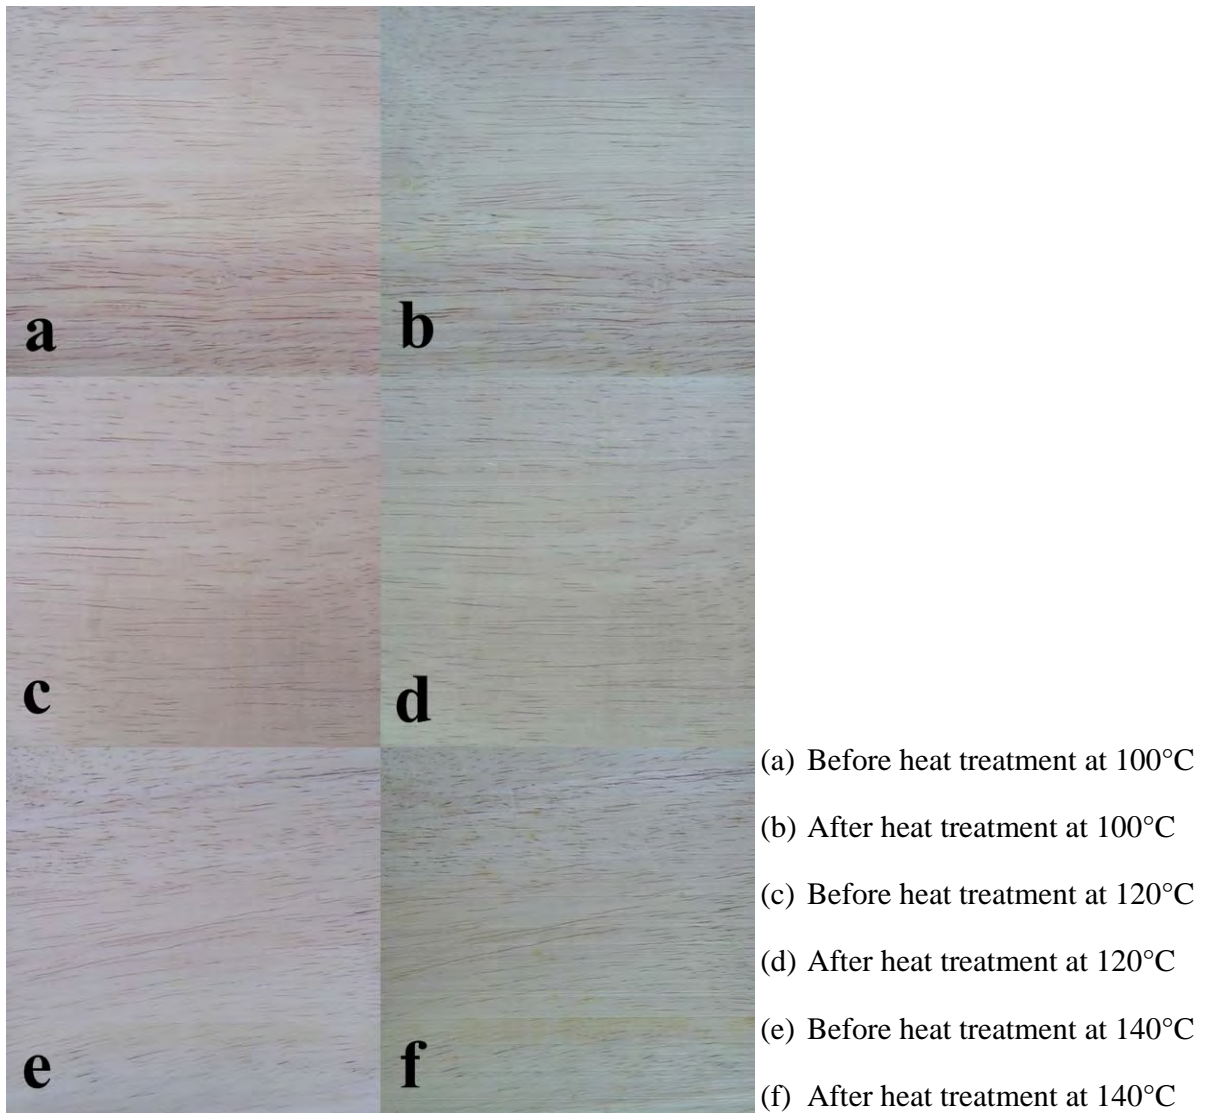 a
b
c
d
e
f
(a) Before heat treatment at 100°C
(b) After heat treatment at 100°C
(c) Before heat treatment at 120°C
(d) After heat treatment at 120°C
(e) Before heat treatment at 140°C
(f) After heat treatment at 140°C